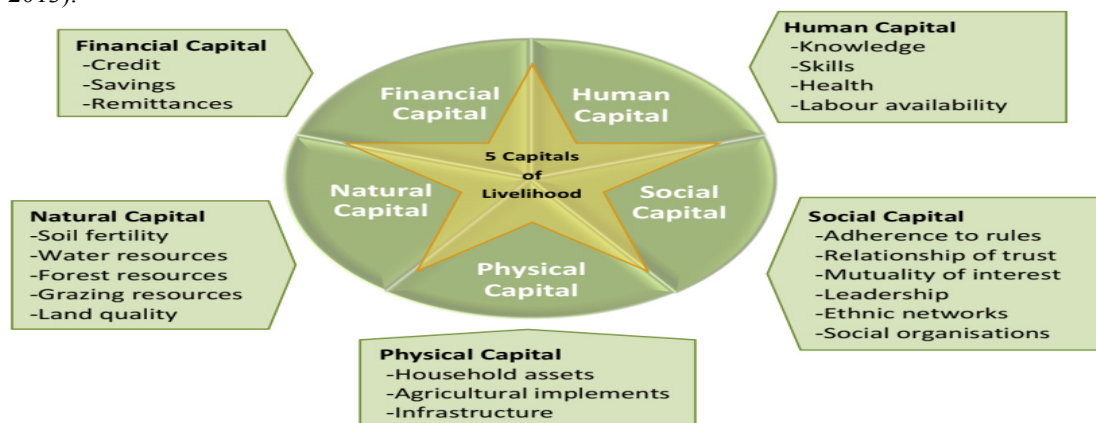 2015).
Financial Capital
-Credit
-Savings
-Remittances
Human Capital
-Knowledge
-Skills
-Health
-Labour availability
Financial
Capital
Human
Capital
5 Capitals
of
Livelihood
Natural
Capital
Social
Capital
Physical
Capital
Natural Capital
-Soil fertility
-Water resources
-Forest resources
-Grazing resources
-Land quality
Social Capital
-Adherence to rules
-Relationship of trust
-Mutuality of interest
-Leadership
-Ethnic networks
-Social organisations
Physical Capital
-Household assets
-Agricultural implements
-Infrastructure